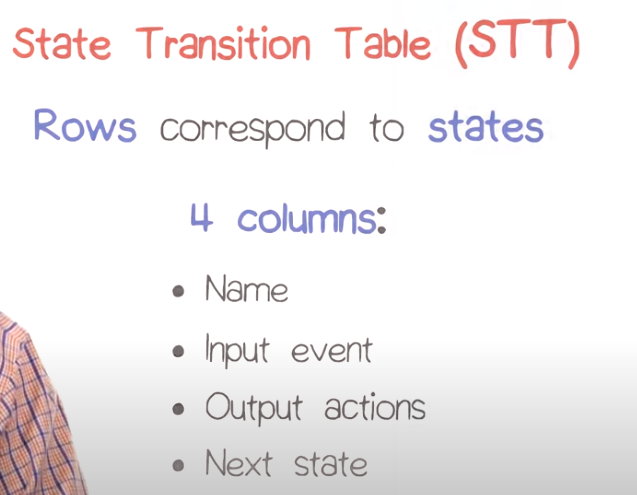 State Transition Table (STT)
Rows correspond to states
4 columns:
• Name
• Input event
• Output actions
• Next state